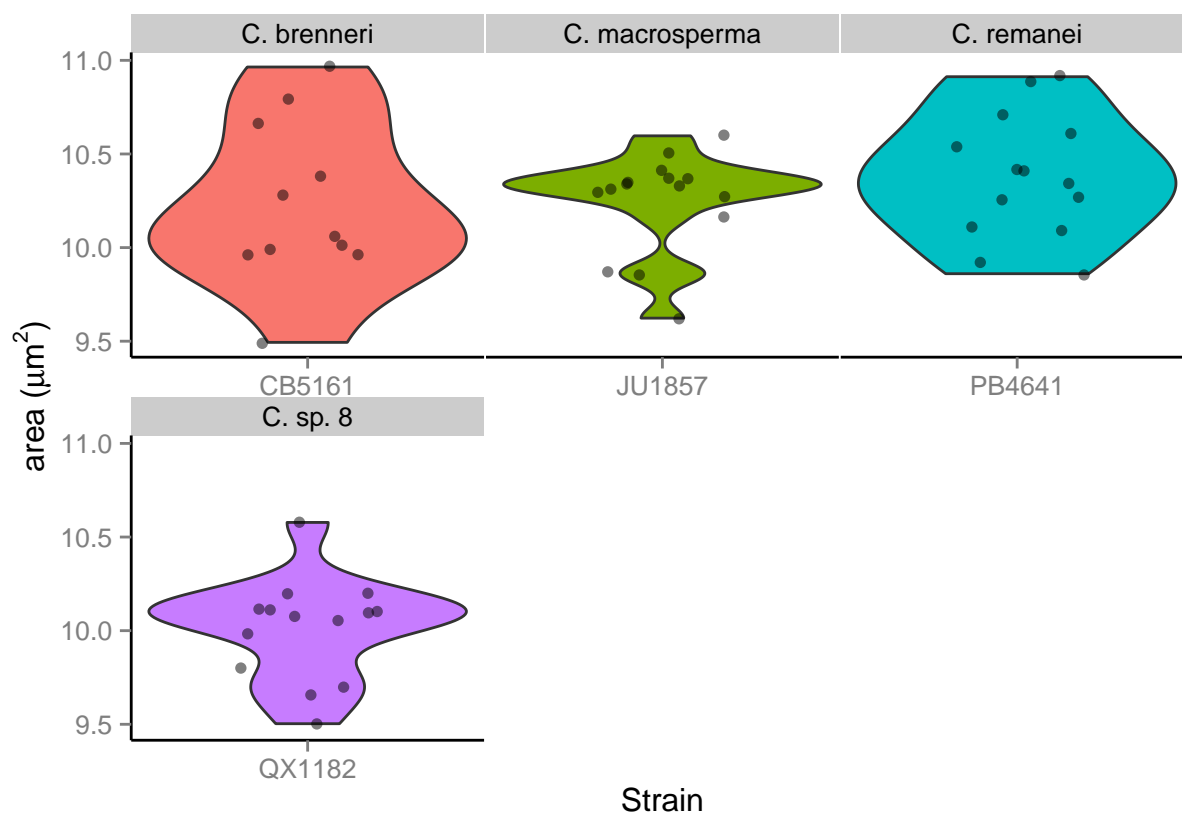 C. brenneri C. macrosperma C. remanei
11.0
10.5
10.0
9.5
CB5161 JU1857 PB4641
C. sp. 8
area (μm²)
11.0
10.5
10.0
9.5
QX1182
Strain